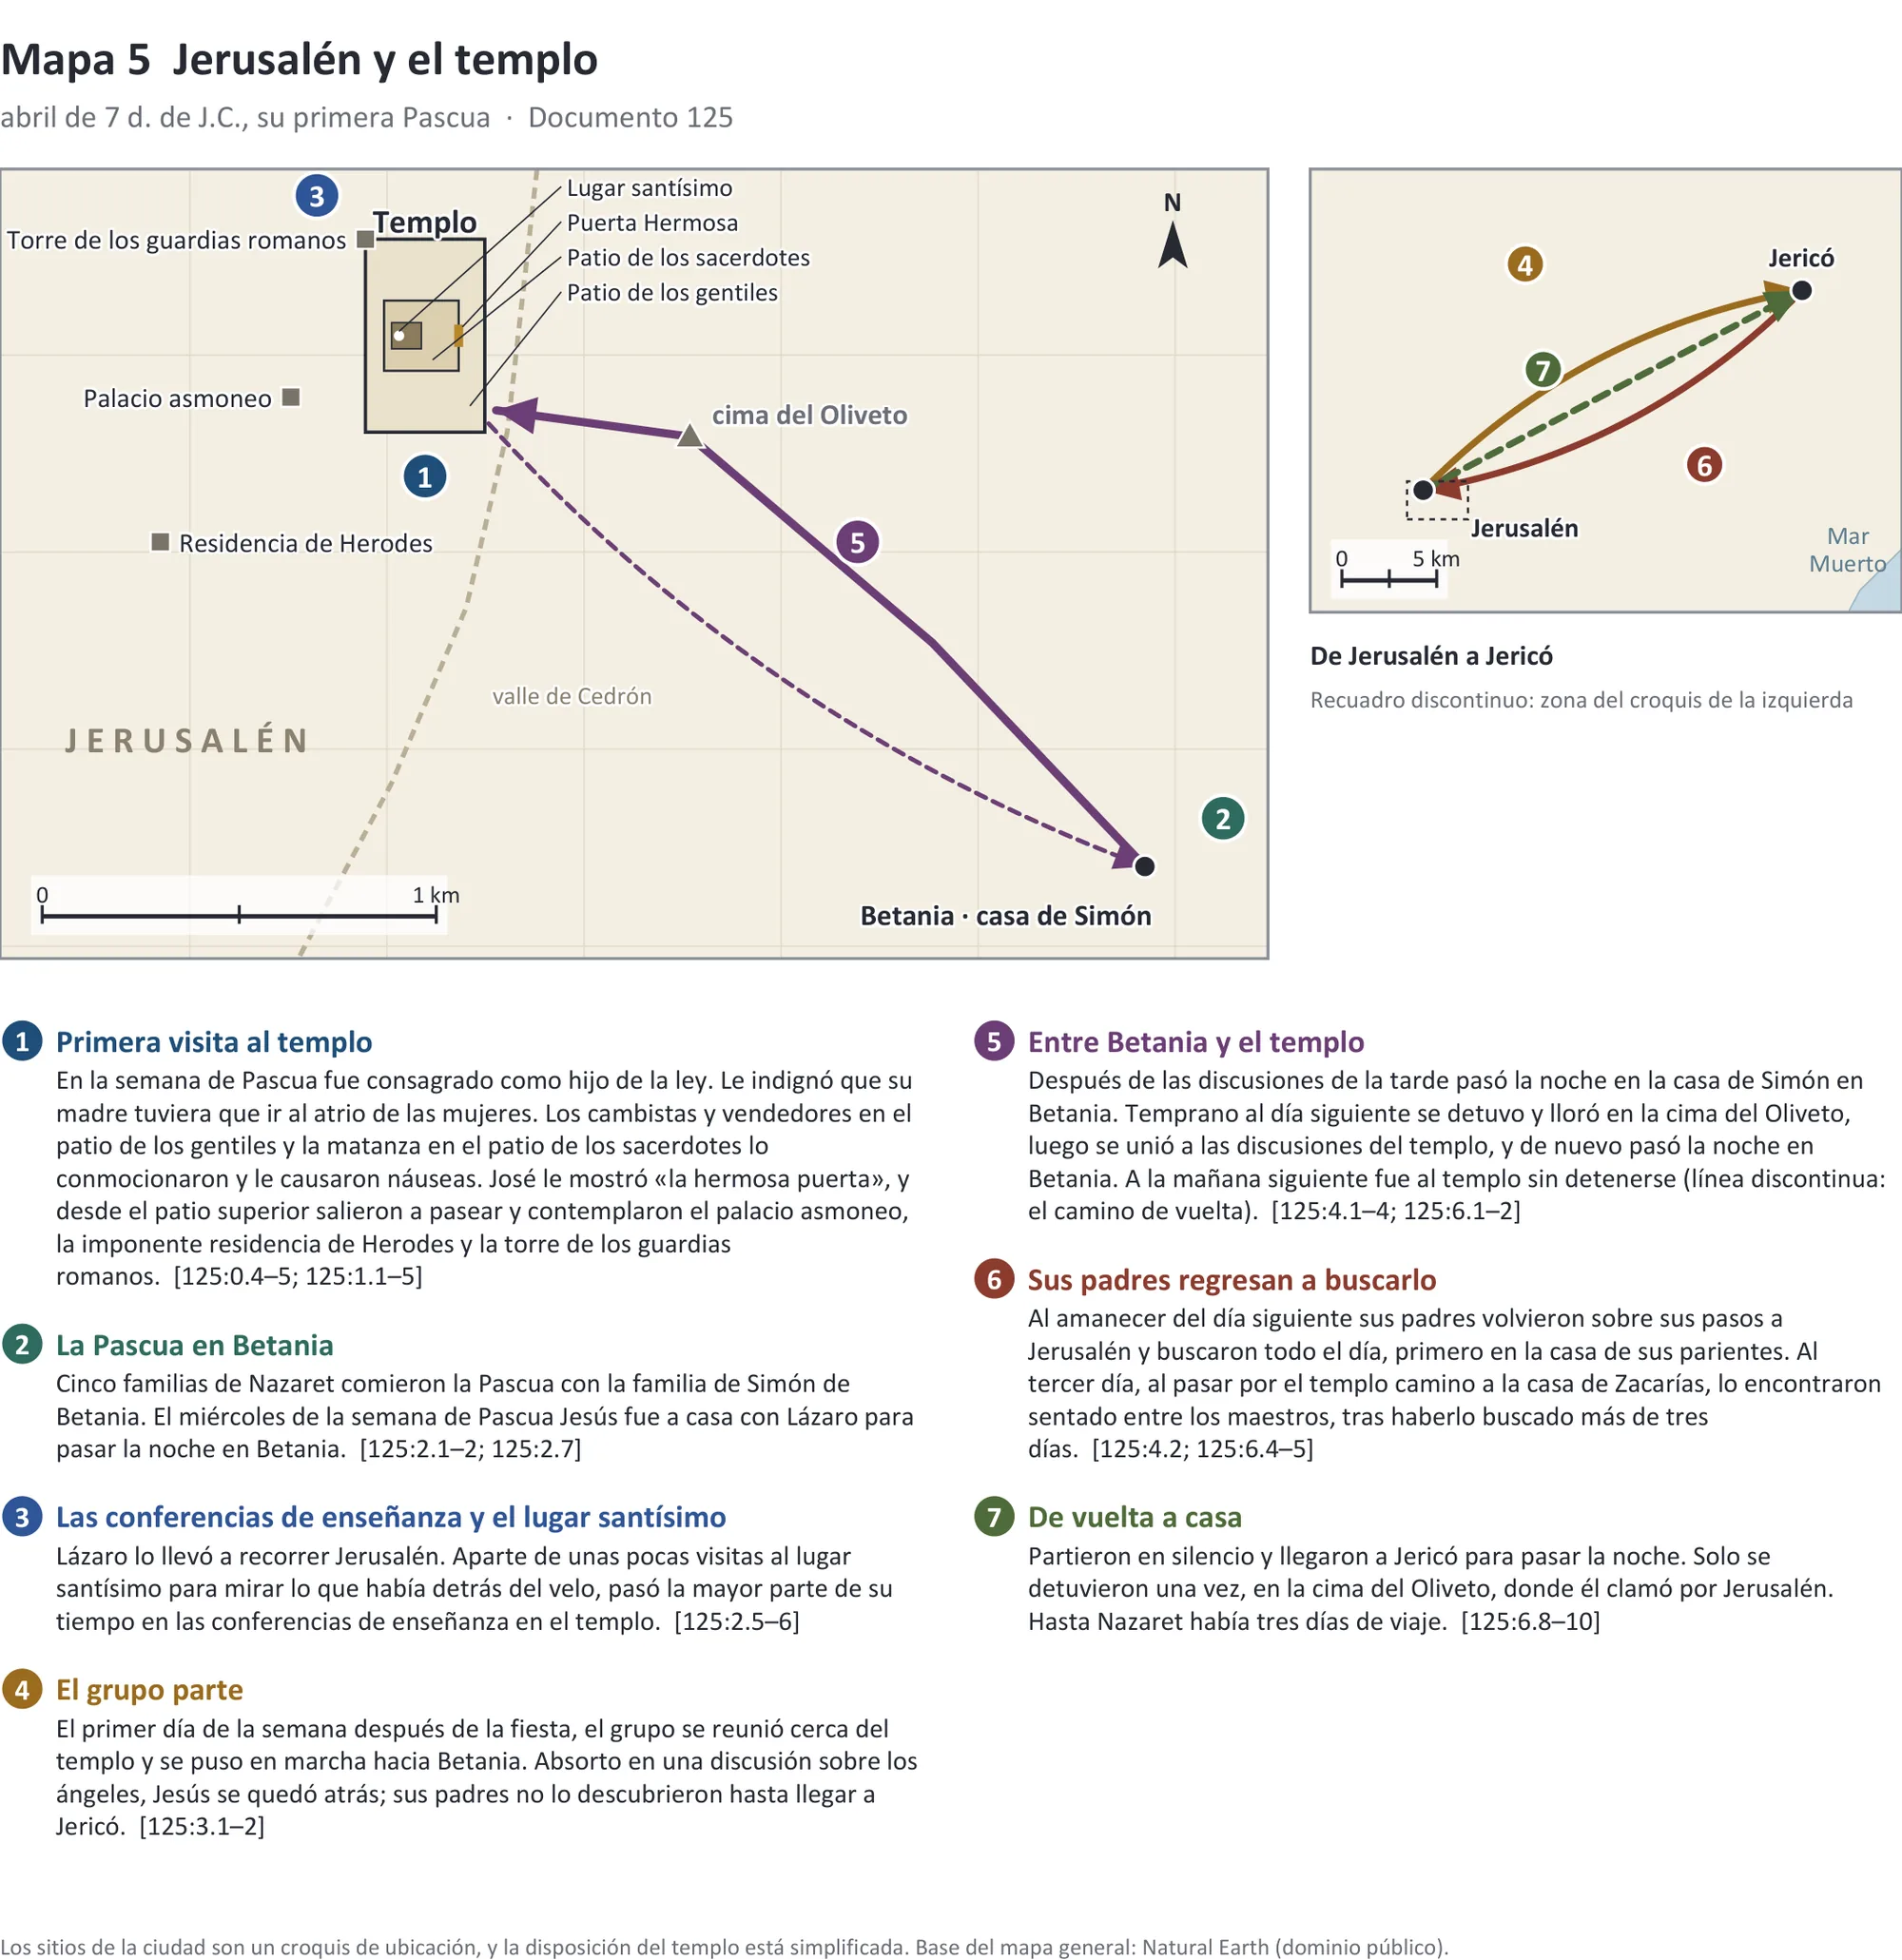 Mapa 5  Jerusalén y el templo
abril de 7 d. de J.C., su primera Pascua · Documento 125
3
Templo
Torre de los guardias romanos
Lugar santísimo
Puerta Hermosa
Patio de los sacerdotes
Patio de los gentiles
N
Palacio asmoneo
cima del Oliveto
1
5
Residencia de Herodes
valle de Cedrón
JERUSALÉN
2
0 1 km
Betania · casa de Simón
4
Jericó
7
6
Jerusalén
Mar
Muerto
0 5 km
De Jerusalén a Jericó
Recuadro discontinuo: zona del croquis de la izquierda
1 Primera visita al templo
En la semana de Pascua fue consagrado como hijo de la ley. Le indignó que su
madre tuviera que ir al atrio de las mujeres. Los cambistas y vendedores en el
patio de los gentiles y la matanza en el patio de los sacerdotes lo
conmocionaron y le causaron náuseas. José le mostró «la hermosa puerta», y
desde el patio superior salieron a pasear y contemplaron el palacio asmoneo,
la imponente residencia de Herodes y la torre de los guardias
romanos. [125:0.4–5; 125:1.1–5]
2 La Pascua en Betania
Cinco familias de Nazaret comieron la Pascua con la familia de Simón de
Betania. El miércoles de la semana de Pascua Jesús fue a casa con Lázaro para
pasar la noche en Betania. [125:2.1–2; 125:2.7]
3 Las conferencias de enseñanza y el lugar santísimo
Lázaro lo llevó a recorrer Jerusalén. Aparte de unas pocas visitas al lugar
santísimo para mirar lo que había detrás del velo, pasó la mayor parte de su
tiempo en las conferencias de enseñanza en el templo. [125:2.5–6]
4 El grupo parte
El primer día de la semana después de la fiesta, el grupo se reunió cerca del
templo y se puso en marcha hacia Betania. Absorto en una discusión sobre los
ángeles, Jesús se quedó atrás; sus padres no lo descubrieron hasta llegar a
Jericó. [125:3.1–2]
5 Entre Betania y el templo
Después de las discusiones de la tarde pasó la noche en la casa de Simón en
Betania. Temprano al día siguiente se detuvo y lloró en la cima del Oliveto,
luego se unió a las discusiones del templo, y de nuevo pasó la noche en
Betania. A la mañana siguiente fue al templo sin detenerse (línea discontinua:
el camino de vuelta). [125:4.1–4; 125:6.1–2]
6 Sus padres regresan a buscarlo
Al amanecer del día siguiente sus padres volvieron sobre sus pasos a
Jerusalén y buscaron todo el día, primero en la casa de sus parientes. Al
tercer día, al pasar por el templo camino a la casa de Zacarías, lo encontraron
sentado entre los maestros, tras haberlo buscado más de tres
días. [125:4.2; 125:6.4–5]
7 De vuelta a casa
Partieron en silencio y llegaron a Jericó para pasar la noche. Solo se
detuvieron una vez, en la cima del Oliveto, donde él clamó por Jerusalén.
Hasta Nazaret había tres días de viaje. [125:6.8–10]
Los sitios de la ciudad son un croquis de ubicación, y la disposición del templo está simplificada. Base del mapa general: Natural Earth (dominio público).